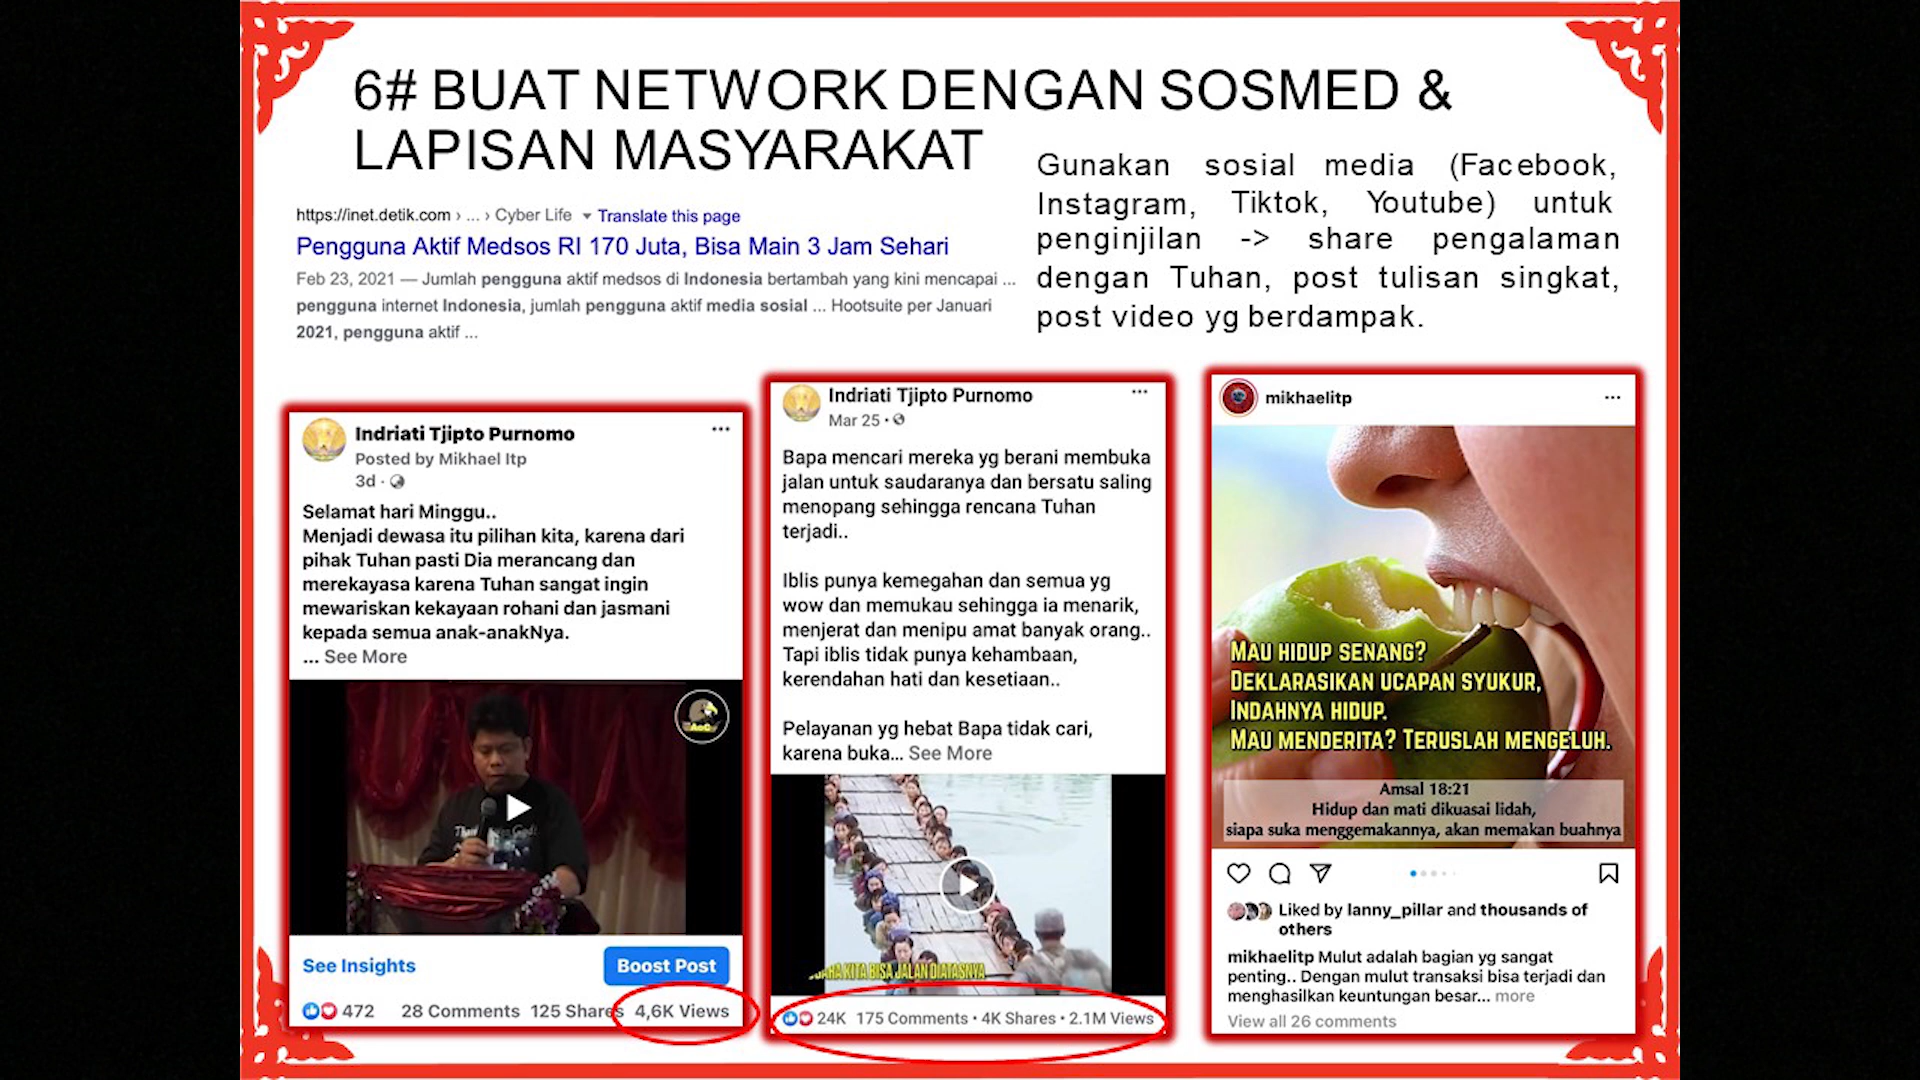 6# BUAT NETWORK DENGAN SOSMED &
LAPISAN MASYARAKAT
Gunakan sosial media (Facebook,
Instagram, Tiktok, Youtube) untuk
penginjilan -> share pengalaman
dengan Tuhan, post tulisan singkat,
post video yg berdampak.
https://inet.detik.com › ... › Cyber Life ▾ Translate this page
Pengguna Aktif Medsos RI 170 Juta, Bisa Main 3 Jam Sehari
Feb 23, 2021 — Jumlah pengguna aktif medsos di Indonesia bertambah yang kini mencapai ...
pengguna internet Indonesia, jumlah pengguna aktif media sosial ... Hootsuite per Januari
2021, pengguna aktif ...
Indriati Tjipto Purnomo
Posted by Mikhael Itp
3d ·
Selamat hari Minggu..
Menjadi dewasa itu pilihan kita, karena dari
pihak Tuhan pasti Dia merancang dan
merekayasa karena Tuhan sangat ingin
mewariskan kekayaan rohani dan jasmani
kepada semua anak-anakNya.
... See More
AoC
See Insights
Boost Post
472 28 Comments 125 Shares 4,6K Views
Indriati Tjipto Purnomo
Mar 25 ·
Bapa mencari mereka yg berani membuka
jalan untuk saudaranya dan bersatu saling
menopang sehingga rencana Tuhan
terjadi..
Iblis punya kemegahan dan semua yg
wow dan memukau sehingga ia menarik,
menjerat dan menipu amat banyak orang..
Tapi iblis tidak punya kehambaan,
kerendahan hati dan kesetiaan..
Pelayanan yg hebat Bapa tidak cari,
karena buka... See More
KITA BISA JALAN DIATASNYA
24K 175 Comments • 4K Shares • 2.1M Views
mikhaelitp
MAU HIDUP SENANG?
DEKLARASIKAN UCAPAN SYUKUR,
INDAHNYA HIDUP.
MAU MENDERITA? TERUSLAH MENGELUH.
Amsal 18:21
Hidup dan mati dikuasai lidah,
siapa suka menggemakannya, akan memakan buahnya
Liked by lanny_pillar and thousands of
others
mikhaelitp Mulut adalah bagian yg sangat
penting.. Dengan mulut transaksi bisa terjadi dan
menghasilkan keuntungan besar... more
View all 26 comments